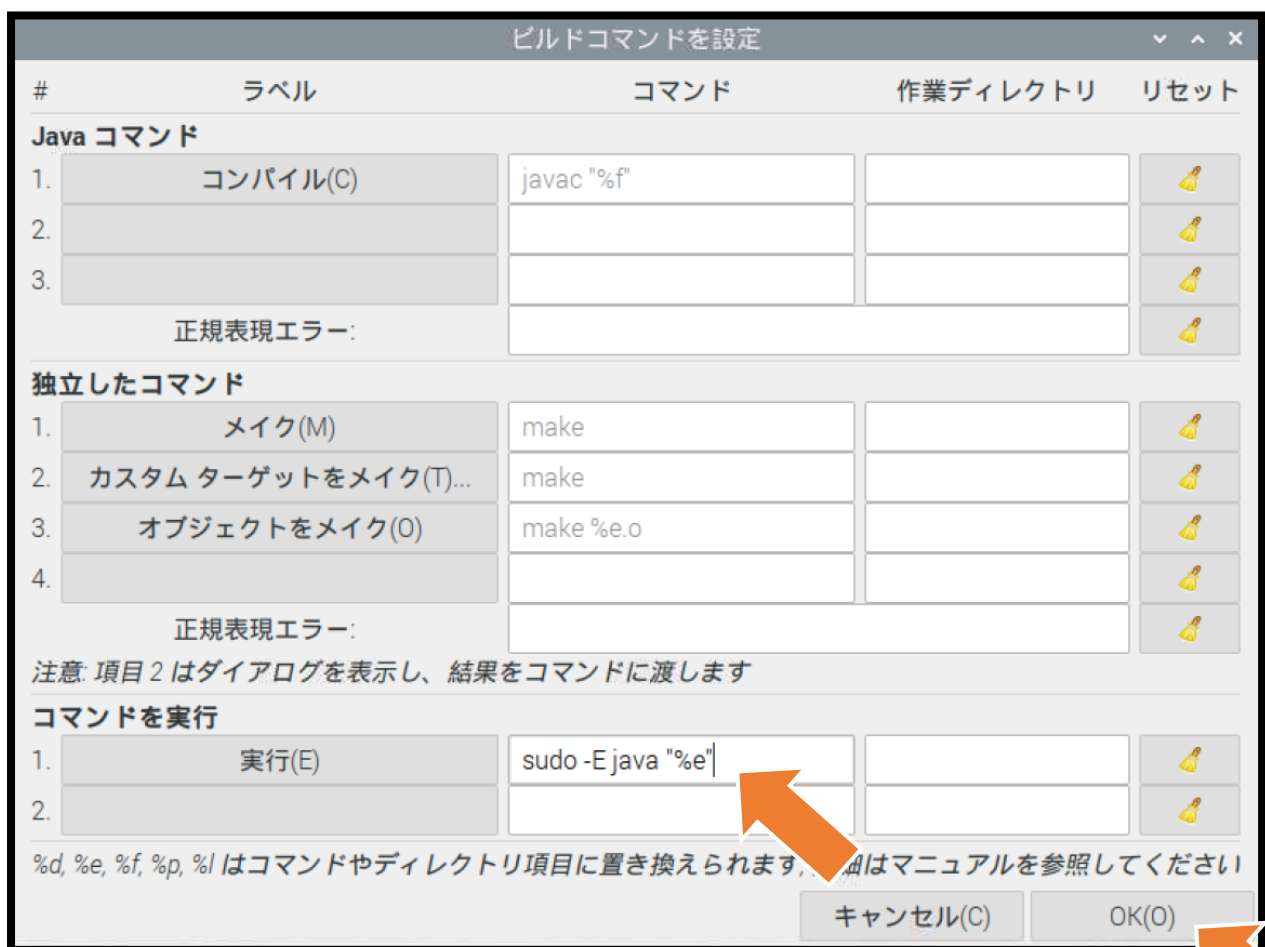 ビルドコマンドを設定
# ラベル コマンド 作業ディレクトリ リセット
Java コマンド
1. コンパイル(C) javac "%f"
2.
3.
正規表現エラー:
独立したコマンド
1. メイク(M) make
2. カスタム ターゲットをメイク(T)... make
3. オブジェクトをメイク(O) make %e.o
4.
正規表現エラー:
注意: 項目 2 はダイアログを表示し、結果をコマンドに渡します
コマンドを実行
1. 実行(E) sudo -E java "%e"
2.
%d, %e, %f, %p, %l はコマンドやディレクトリ項目に置き換えられます, 細はマニュアルを参照してください
キャンセル(C) OK(O)